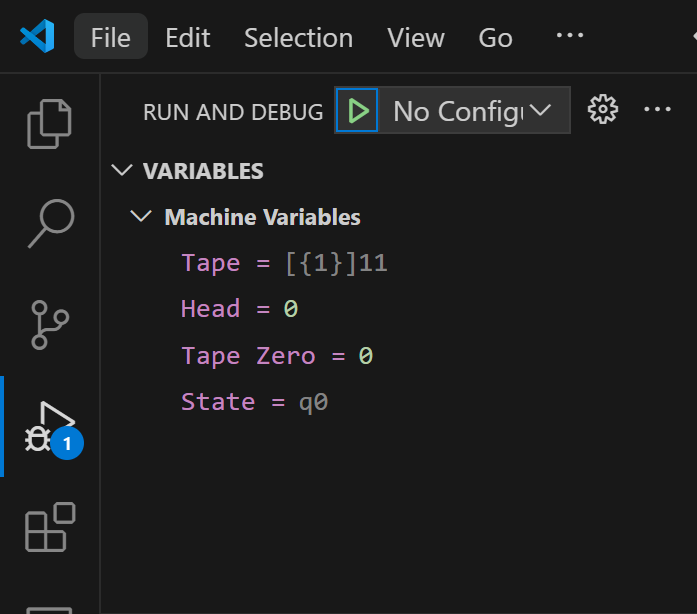 File Edit Selection View Go ...
RUN AND DEBUG No Config
VARIABLES
Machine Variables
Tape = [{1}]11
Head = 0
Tape Zero = 0
State = q0
1